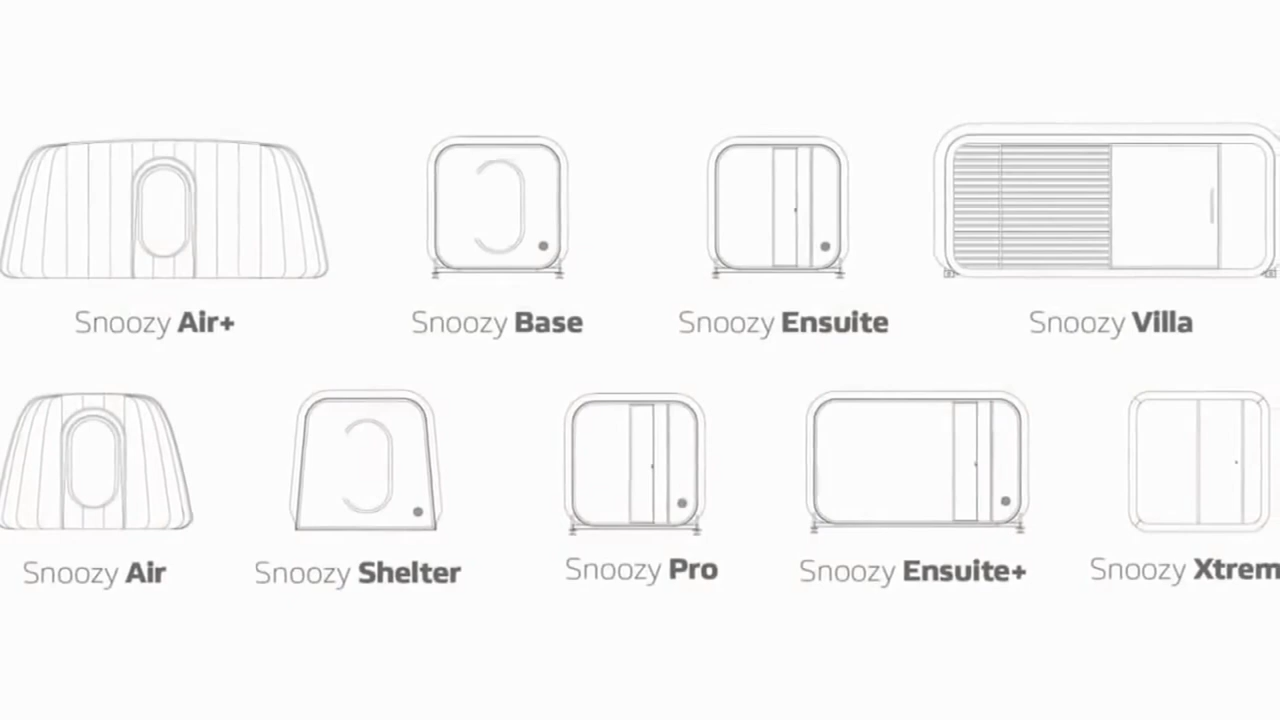 Snoozy Air+
Snoozy Base
Snoozy Ensuite
Snoozy Villa
Snoozy Air
Snoozy Shelter
Snoozy Pro
Snoozy Ensuite+
Snoozy Xtrem